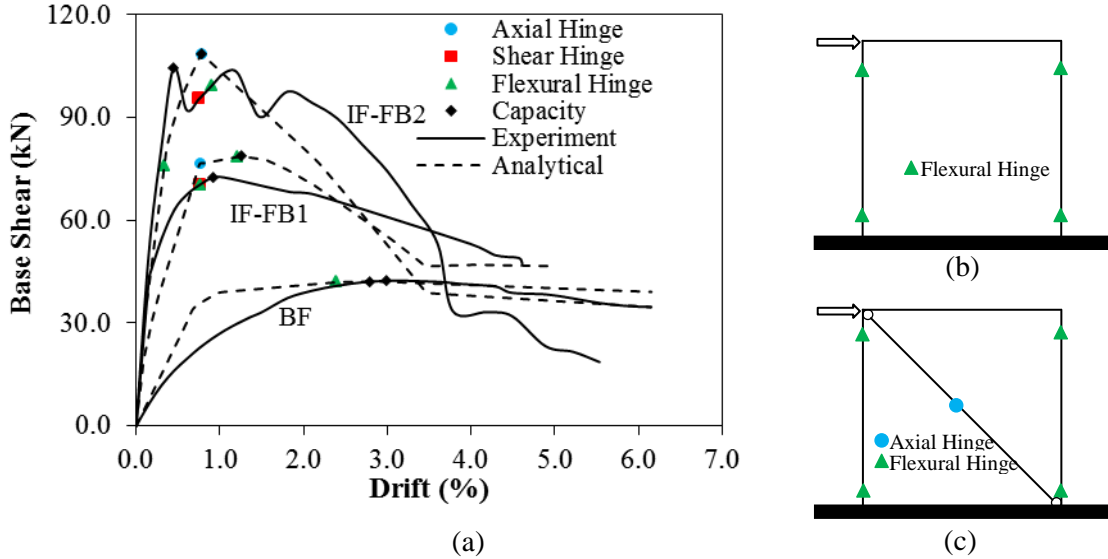 120.0
90.0
60.0
30.0
0.0
Base Shear (kN)
Axial Hinge
Shear Hinge
Flexural Hinge
Capacity
Experiment
Analytical
IF-FB2
IF-FB1
BF
0.0 1.0 2.0 3.0 4.0 5.0 6.0 7.0
Drift (%)
(a)
Flexural Hinge
(b)
Axial Hinge
Flexural Hinge
(c)